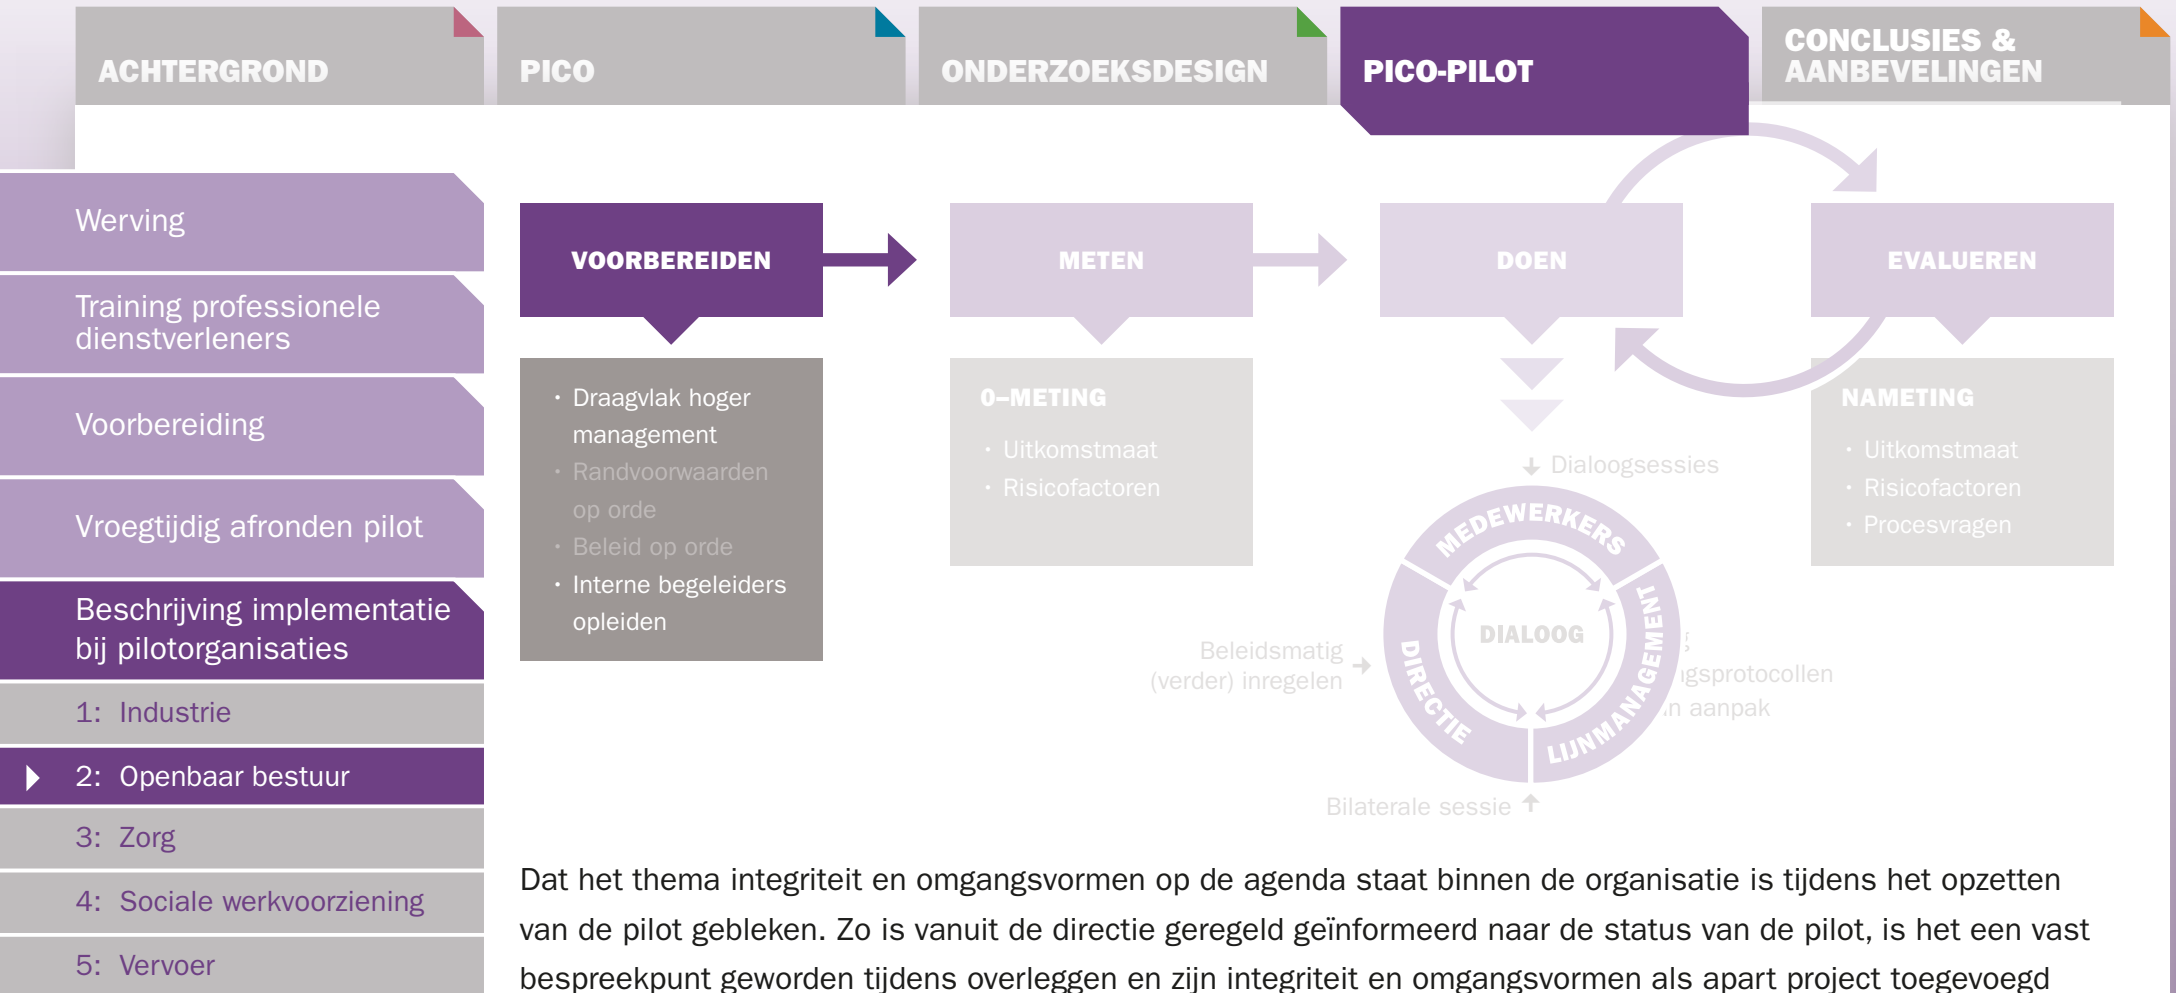 ACHTERGROND
PICO
ONDERZOEKSDESIGN
PICO-PILOT
CONCLUSIES &
AANBEVELINGEN
Werving
Training professionele
dienstverleners
Voorbereiding
Vroegtijdig afronden pilot
Beschrijving implementatie
bij pilotorganisaties
1: Industrie
2: Openbaar bestuur
3: Zorg
4: Sociale werkvoorziening
5: Vervoer
VOORBEREIDEN
METEN
DOEN
EVALUEREN
• Draagvlak hoger
management
• Randvoorwaarden
op orde
• Beleid op orde
• Interne begeleiders
opleiden
0–METING
• Uitkomstmaat
• Risicofactoren
NAMETING
• Uitkomstmaat
• Risicofactoren
• Procesvragen
Dialoogsessies
MEDEWERKERS
DIALOOG
DIRECTIE
LIJNMANAGEMENT
Beleidsmatig
(verder) inregelen
gsprotocollen
n aanpak
Bilaterale sessie
Dat het thema integriteit en omgangsvormen op de agenda staat binnen de organisatie is tijdens het opzetten
van de pilot gebleken. Zo is vanuit de directie geregeld geïnformeerd naar de status van de pilot, is het een vast
bespreekpunt geworden tijdens overleggen en zijn integriteit en omgangsvormen als apart project toegevoegd